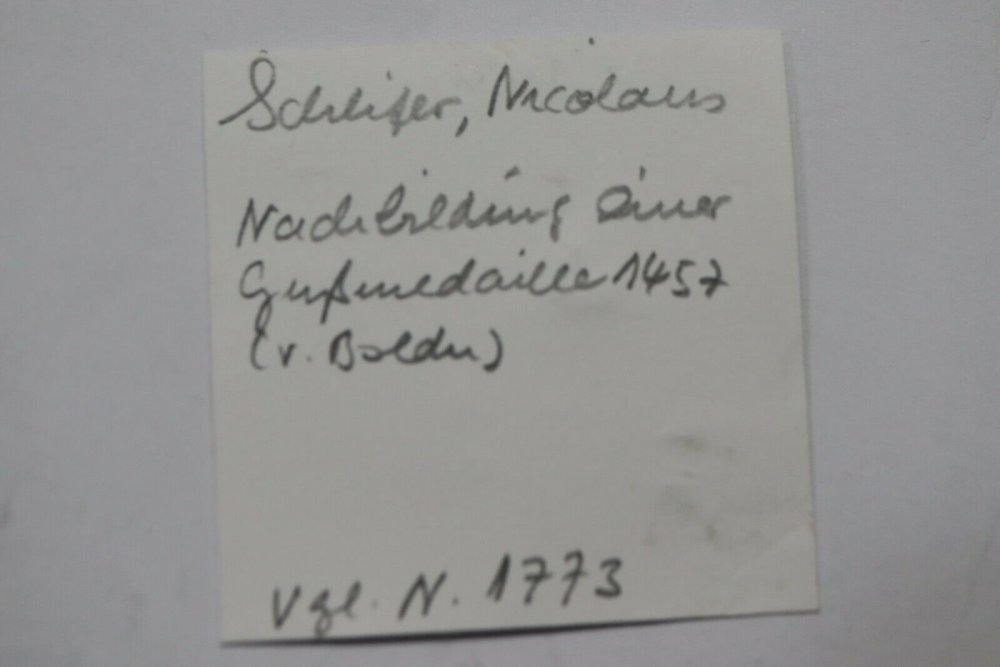 Schlifer, Nicolaus
Nachbildung einer
Gußmedaille 1457
(v. Boldu)
Vgl. N. 1773